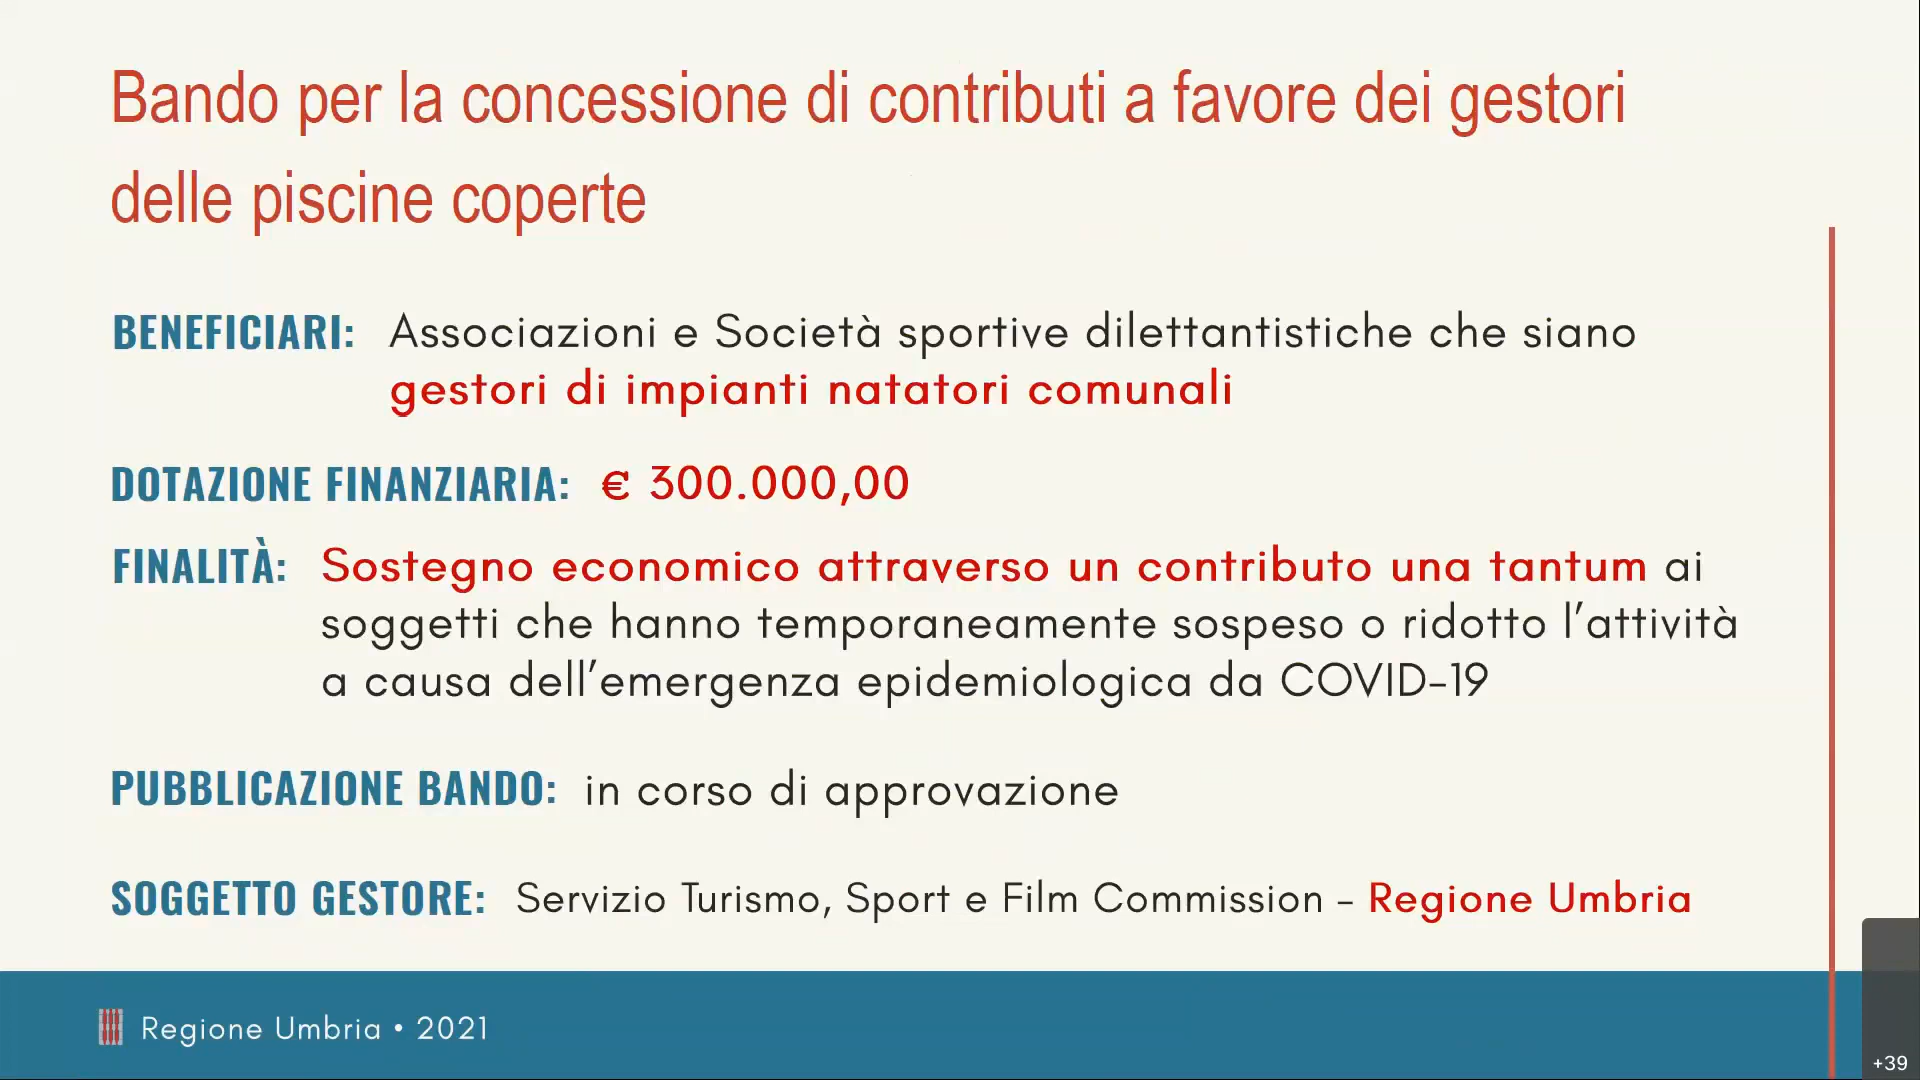 Bando per la concessione di contributi a favore dei gestori
delle piscine coperte
BENEFICIARI: Associazioni e Società sportive dilettantistiche che siano
gestori di impianti natatori comunali
DOTAZIONE FINANZIARIA: € 300.000,00
FINALITÀ: Sostegno economico attraverso un contributo una tantum ai
soggetti che hanno temporaneamente sospeso o ridotto l'attività
a causa dell'emergenza epidemiologica da COVID-19
PUBBLICAZIONE BANDO: in corso di approvazione
SOGGETTO GESTORE: Servizio Turismo, Sport e Film Commission – Regione Umbria
Regione Umbria • 2021
+39